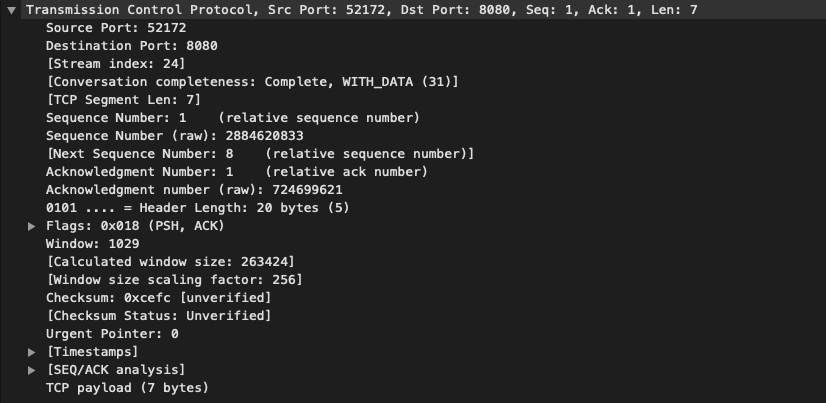 Transmission Control Protocol, Src Port: 52172, Dst Port: 8080, Seq: 1, Ack: 1, Len: 7
Source Port: 52172
Destination Port: 8080
[Stream index: 24]
[Conversation completeness: Complete, WITH_DATA (31)]
[TCP Segment Len: 7]
Sequence Number: 1    (relative sequence number)
Sequence Number (raw): 2884620833
[Next Sequence Number: 8    (relative sequence number)]
Acknowledgment Number: 1    (relative ack number)
Acknowledgment number (raw): 724699621
0101 .... = Header Length: 20 bytes (5)
Flags: 0x018 (PSH, ACK)
Window: 1029
[Calculated window size: 263424]
[Window size scaling factor: 256]
Checksum: 0xcefc [unverified]
[Checksum Status: Unverified]
Urgent Pointer: 0
[Timestamps]
[SEQ/ACK analysis]
TCP payload (7 bytes)